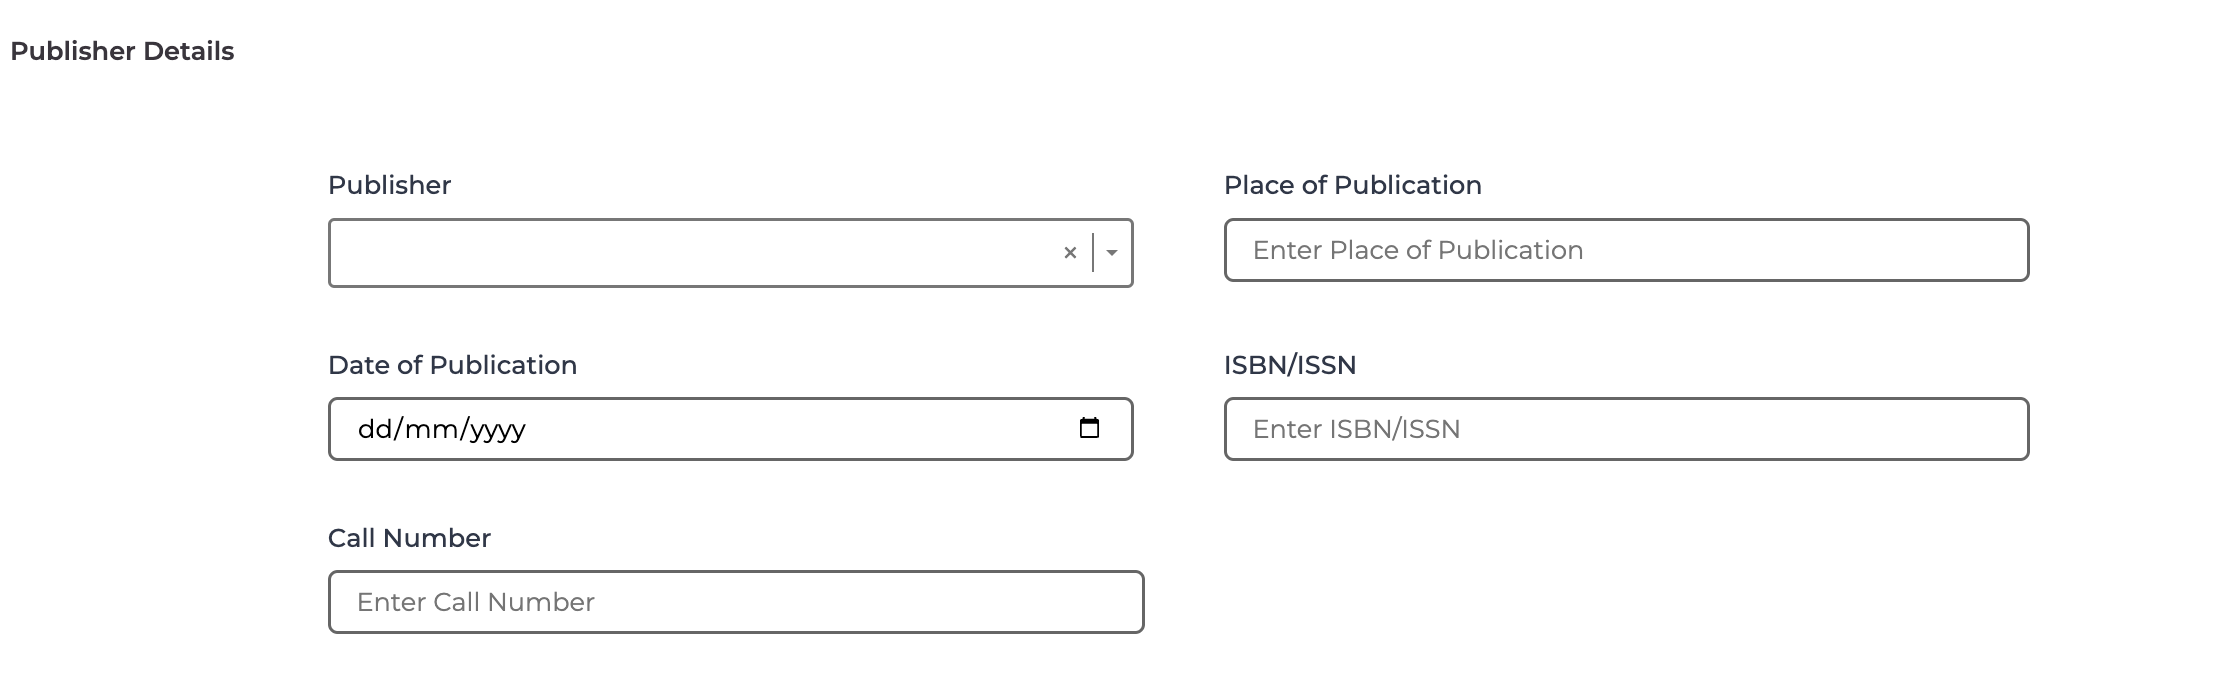 Publisher Details
Publisher
Place of Publication
Enter Place of Publication
Date of Publication
ISBN/ISSN
dd/mm/yyyy
Enter ISBN/ISSN
Call Number
Enter Call Number